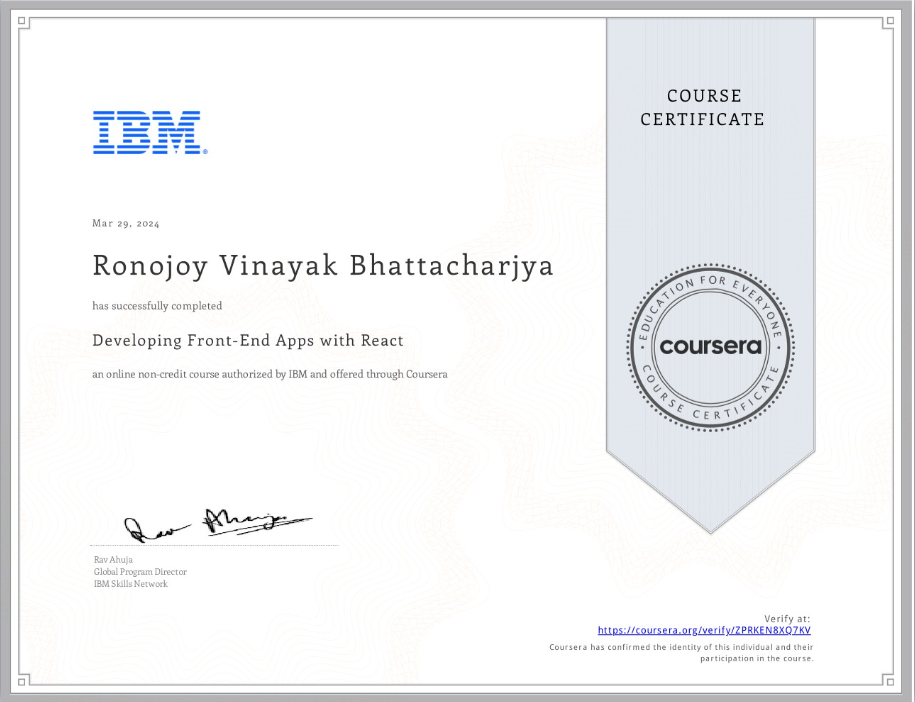 COURSE
CERTIFICATE
IBM®
Mar 29, 2024
Ronojoy Vinayak Bhattacharjya
has successfully completed
Developing Front-End Apps with React
an online non-credit course authorized by IBM and offered through Coursera
EDUCATION FOR EVERYONE
coursera
COURSE CERTIFICATE
Rav Ahuja
Rav Ahuja
Global Program Director
IBM Skills Network
Verify at:
https://coursera.org/verify/ZPRKEN8XQ7KV
Coursera has confirmed the identity of this individual and their
participation in the course.